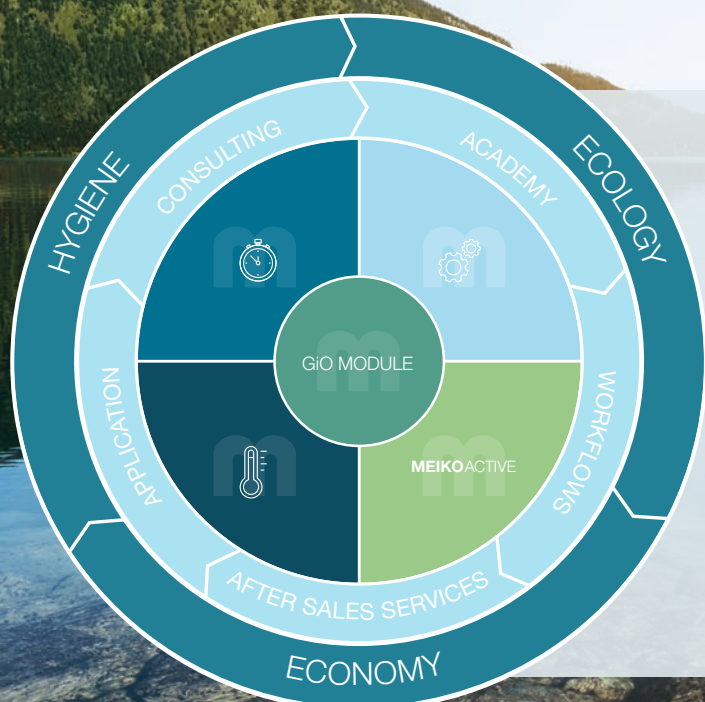 HYGIENE
ECOLOGY
CONSULTING
ACADEMY
GiO MODULE
APPLICATION
WORKFLOWS
MEIKOACTIVE
AFTER SALES SERVICES
ECONOMY